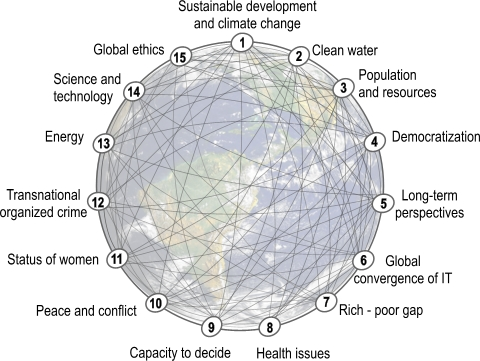 Sustainable development
and climate change
1
2 Clean water
3 Population
and resources
4 Democratization
5 Long-term
perspectives
6 Global
convergence of IT
7 Rich - poor gap
8
Health issues
9
Capacity to decide
10
Peace and conflict
11
Status of women
12
Transnational
organized crime
13
Energy
14
Science and
technology
15
Global ethics